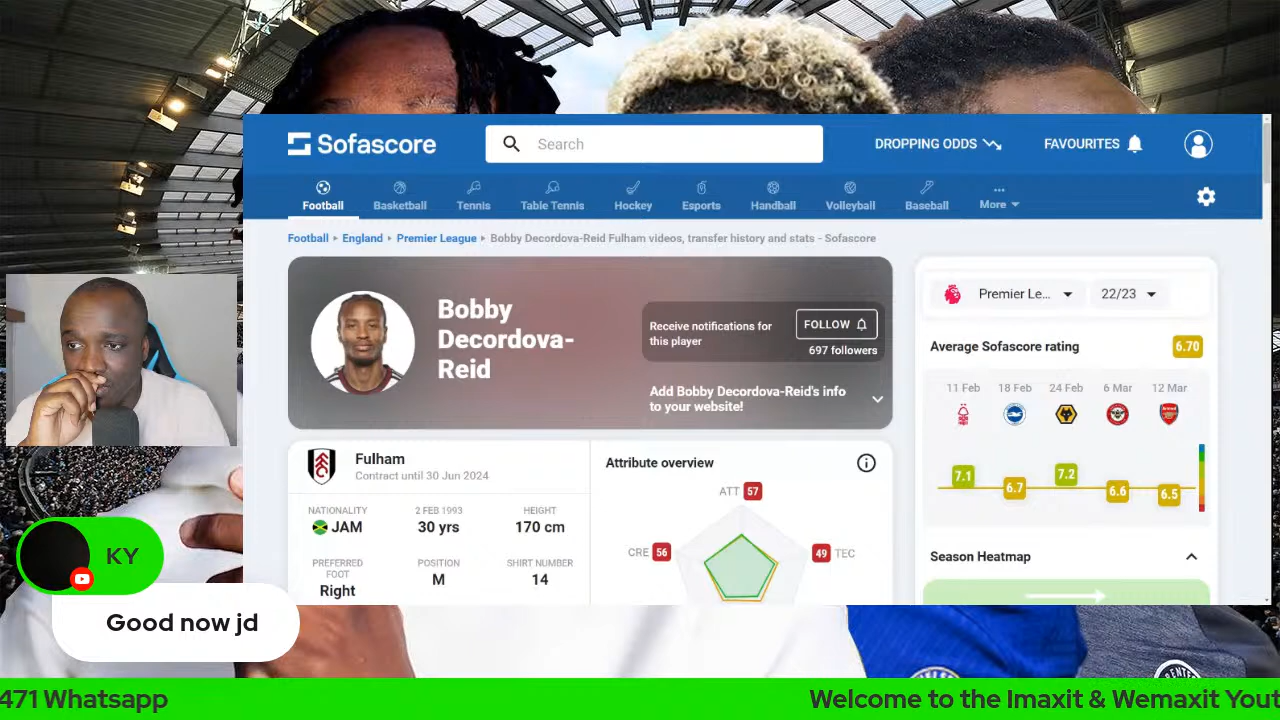 Sofascore
Search
DROPPING ODDS
FAVOURITES
Football
Basketball
Tennis
Table Tennis
Hockey
Esports
Handball
Volleyball
Baseball
More
Football England Premier League Bobby Decordova-Reid Fulham videos, transfer history and stats - Sofascore
Bobby
Decordova-
Reid
Receive notifications for
this player
FOLLOW
697 followers
Add Bobby Decordova-Reid's info
to your website!
Premier Le...
22/23
Average Sofascore rating
6.70
11 Feb
18 Feb
24 Feb
6 Mar
12 Mar
7.1
6.7
7.2
6.6
6.5
Season Heatmap
Fulham
Contract until 30 Jun 2024
NATIONALITY
JAM
2 FEB 1993
30 yrs
HEIGHT
170 cm
PREFERRED
FOOT
Right
POSITION
M
SHIRT NUMBER
14
Attribute overview
ATT 57
CRE 56
49 TEC
KY
Good now jd
471 Whatsapp
Welcome to the Imaxit & Wemaxit Yout